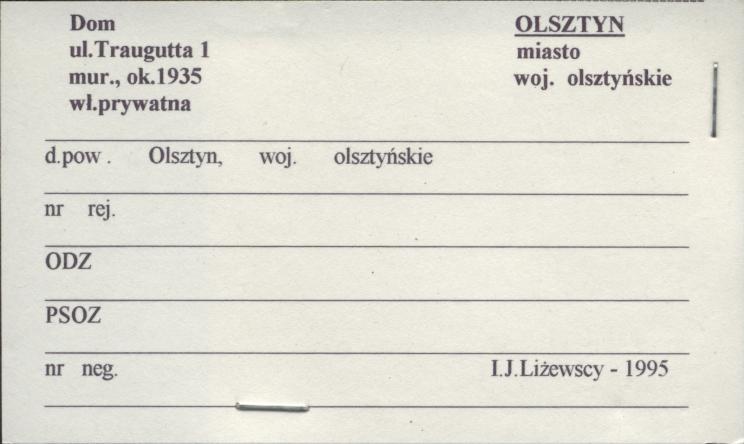 Dom
ul.Traugutta 1
mur., ok.1935
wł.prywatna
OLSZTYN
miasto
woj. olsztyńskie
d.pow . Olsztyn, woj. olsztyńskie
nr rej.
ODZ
PSOZ
nr neg. I.J.Liżewscy - 1995